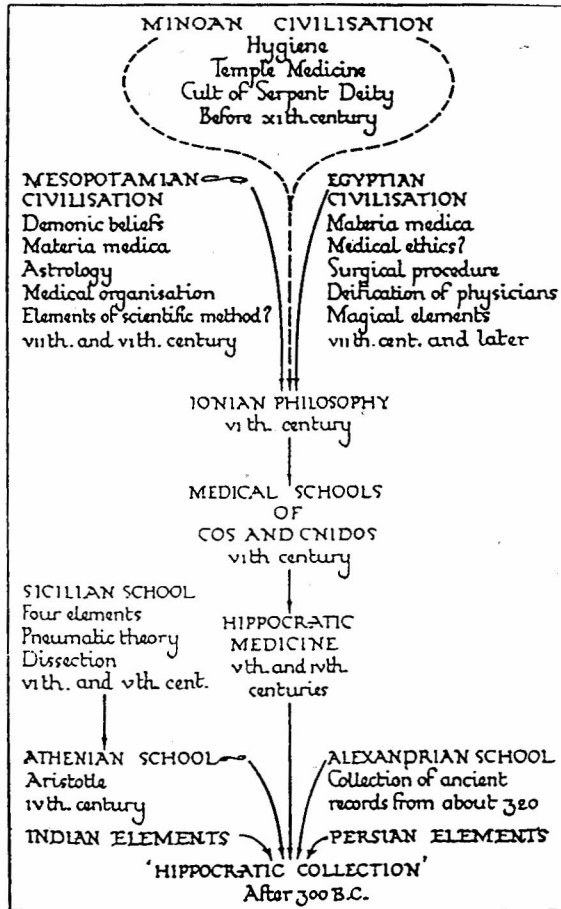 MINOAN CIVILISATION
Hygiene
Temple Medicine
Cult of Serpent Deity
Before XIth. century
MESOPOTAMIAN
CIVILISATION
Demonic beliefs
Materia medica
Astrology
Medical organisation
Elements of scientific method?
VIIth. and VIth. century
EGYPTIAN
CIVILISATION
Materia medica
Medical ethics?
Surgical procedure
Deification of physicians
Magical elements
VIIth. cent. and later
IONIAN PHILOSOPHY
VIth. century
MEDICAL SCHOOLS
OF
COS AND CNIDOS
VIth century
SICILIAN SCHOOL
Four elements
Pneumatic theory
Dissection
VIth. and Vth. cent.
HIPPOCRATIC
MEDICINE
Vth. and IVth.
centuries
ATHENIAN SCHOOL
Aristotle
IVth. century
ALEXANDRIAN SCHOOL
Collection of ancient
records from about 320
INDIAN ELEMENTS
PERSIAN ELEMENTS
'HIPPOCRATIC COLLECTION'
After 300 B.C.